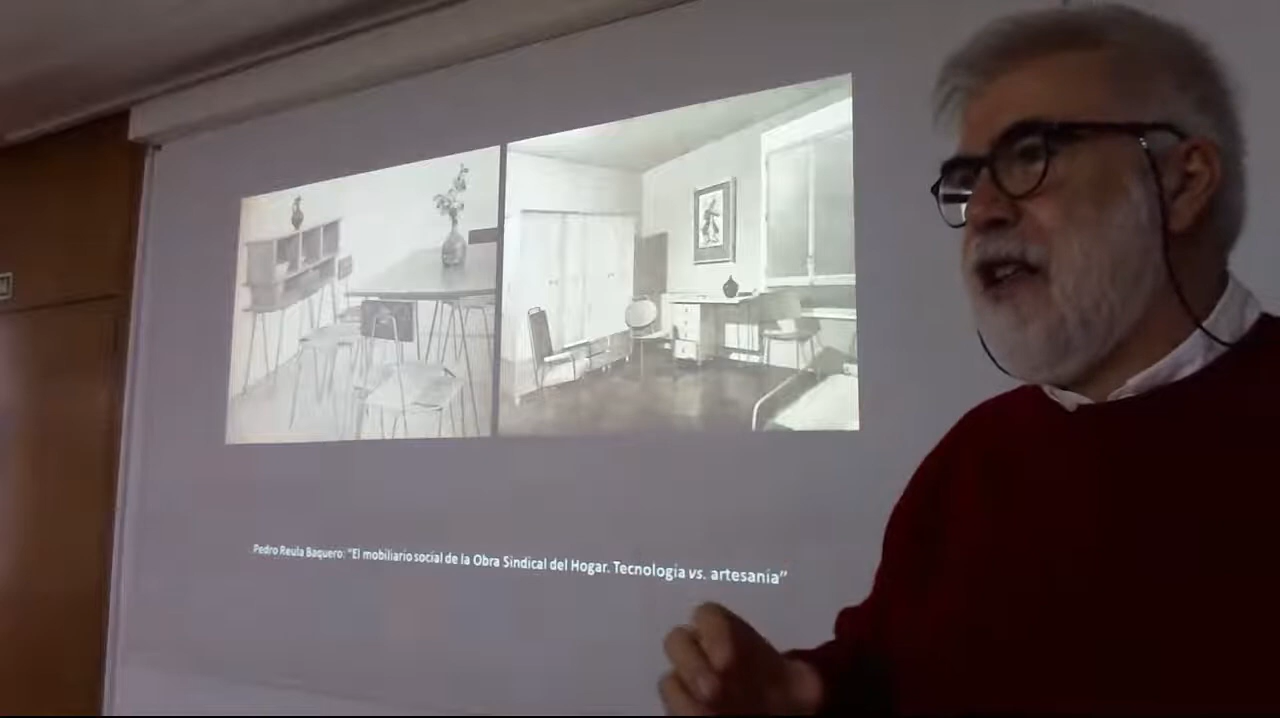 Pedro Reula Baquero: "El mobiliario social de la Obra Sindical del Hogar. Tecnología vs. artesanía"